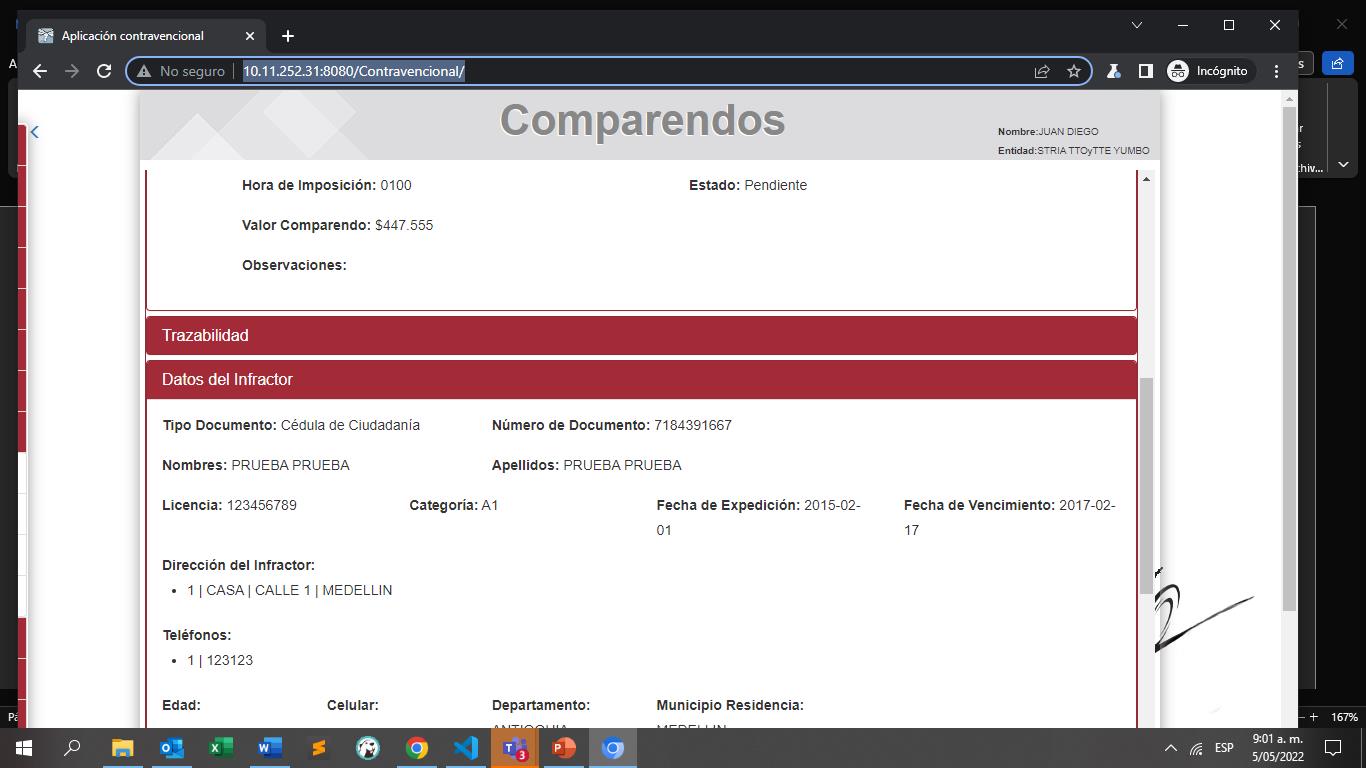 Aplicación contravencional
No seguro
10.11.252.31:8080/Contravencional/
Incógnito
Comparendos
Nombre:JUAN DIEGO
Entidad:STRIA TTOyTTE YUMBO
Hora de Imposición: 0100
Estado: Pendiente
Valor Comparendo: $447.555
Observaciones:
Trazabilidad
Datos del Infractor
Tipo Documento: Cédula de Ciudadanía
Número de Documento: 7184391667
Nombres: PRUEBA PRUEBA
Apellidos: PRUEBA PRUEBA
Licencia: 123456789
Categoría: A1
Fecha de Expedición: 2015-02-
01
Fecha de Vencimiento: 2017-02-
17
Dirección del Infractor:
• 1 | CASA | CALLE 1 | MEDELLIN
Teléfonos:
• 1 | 123123
Edad:
Celular:
Departamento:
ANTIOQUIA
Municipio Residencia:
MEDELLIN
167%
3
ESP
9:01 a. m.
5/05/2022